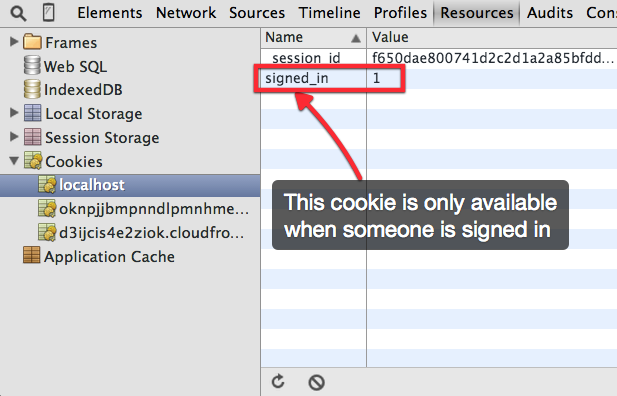 Elements Network Sources Timeline Profiles Resources Audits Cons
Name Value
Frames
Web SQL
IndexedDB
Local Storage
Session Storage
Cookies
localhost
oknpjjbmpnndlpmnhme...
d3ijcis4e2ziok.cloudfro...
Application Cache
_session_id f650dae800741d2c2d1a2a85bfdd...
signed_in 1
This cookie is only available
when someone is signed in